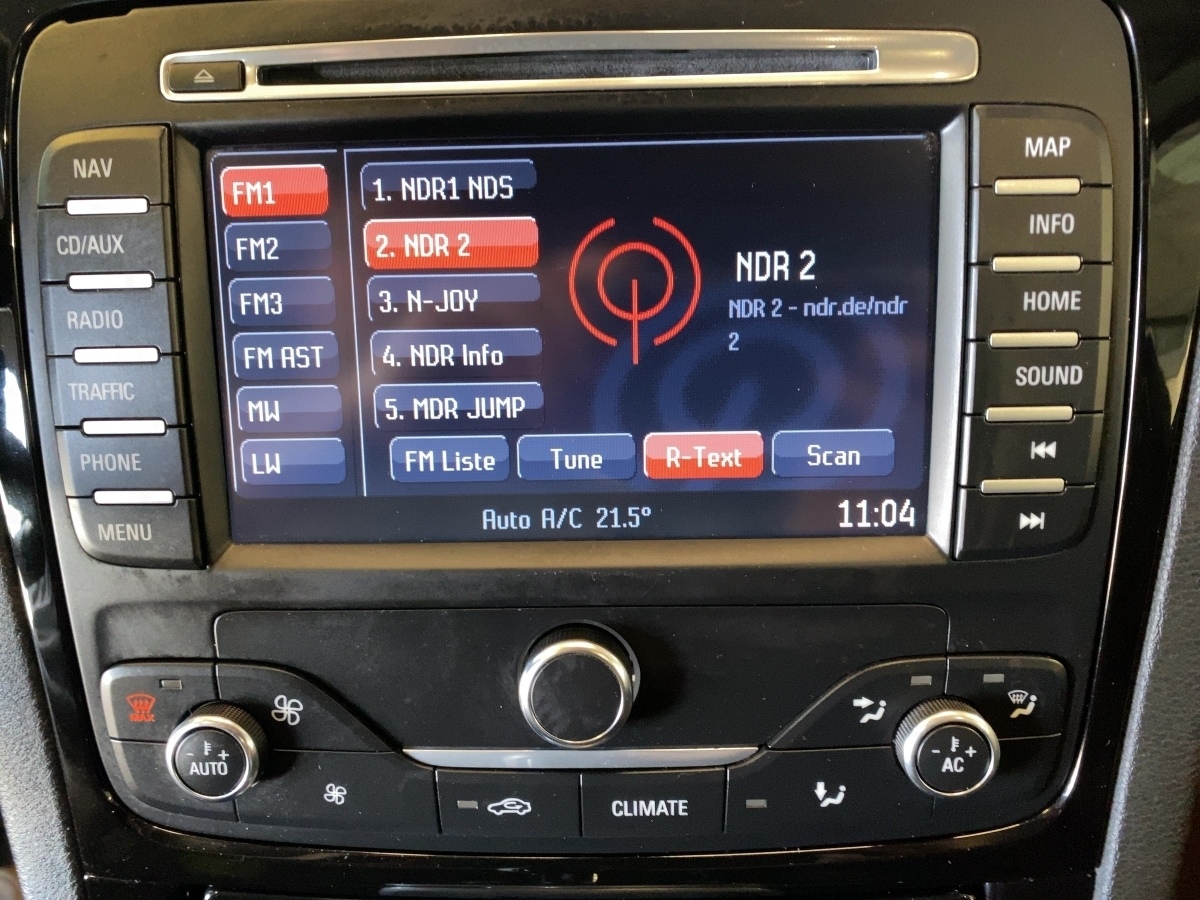 NAV
CD/AUX
RADIO
TRAFFIC
PHONE
MENU
FM1
FM2
FM3
FM AST
MW
LW
1. NDR1 NDS
2. NDR 2
3. N-JOY
4. NDR Info
5. MDR JUMP
NDR 2
NDR 2 - ndr.de/ndr
2
FM Liste
Tune
R-Text
Scan
Auto A/C 21.5°
11:04
MAP
INFO
HOME
SOUND
MAX
- +
AUTO
CLIMATE
- +
AC